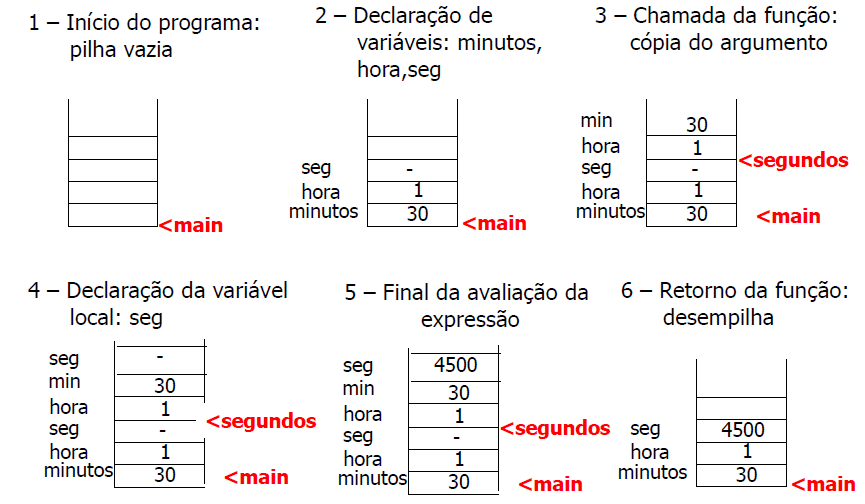 1 – Início do programa:
pilha vazia
<main
2 – Declaração de
variáveis: minutos,
hora,seg
seg -
hora 1
minutos 30
<main
3 – Chamada da função:
cópia do argumento
min 30
hora 1
<segundos
seg -
hora 1
minutos 30
<main
4 – Declaração da variável
local: seg
seg -
min 30
hora 1
<segundos
seg -
hora 1
minutos 30
<main
5 – Final da avaliação da
expressão
seg 4500
min 30
hora 1
<segundos
seg -
hora 1
minutos 30
<main
6 – Retorno da função:
desempilha
seg 4500
hora 1
minutos 30
<main